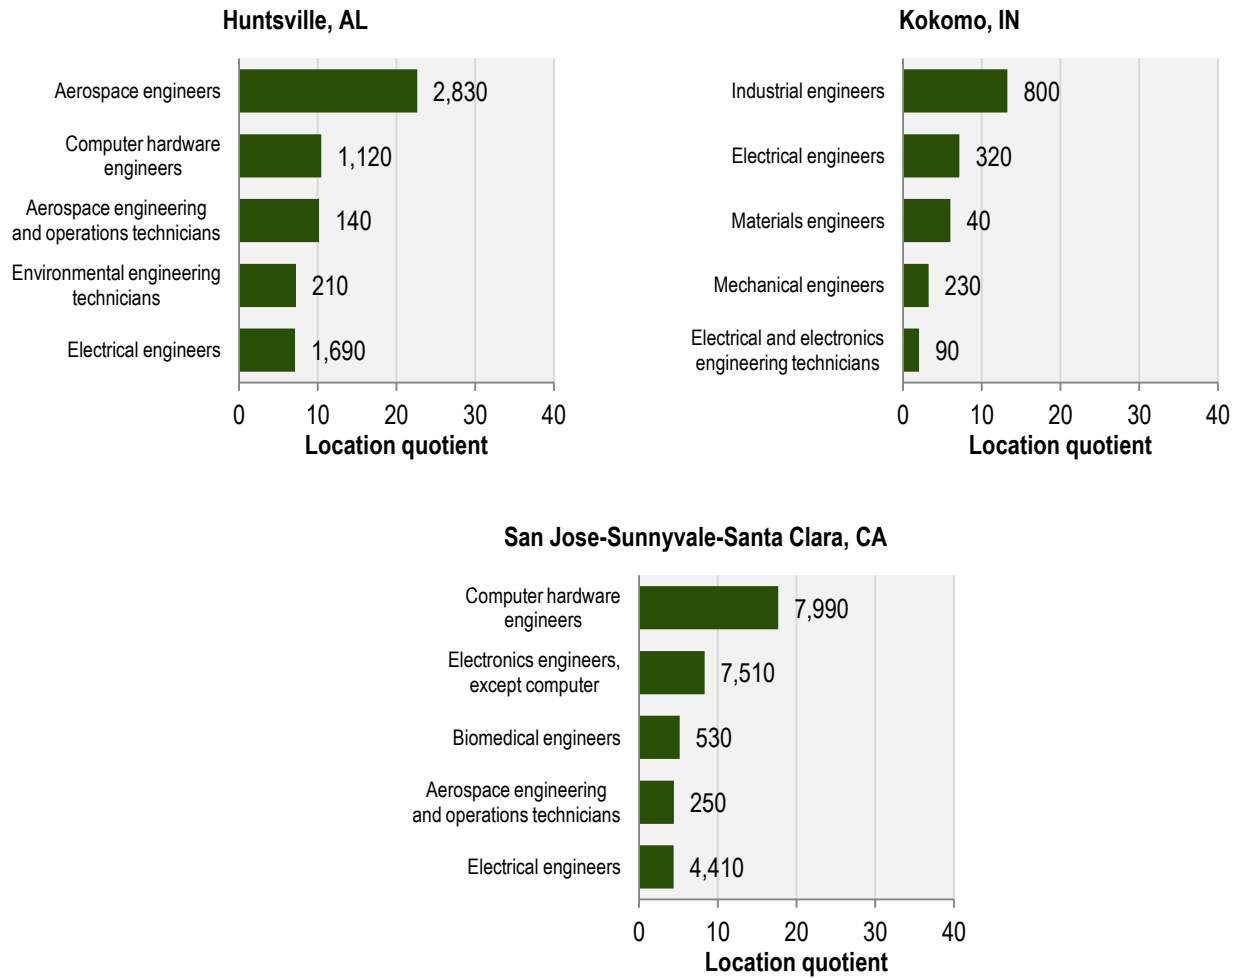 Huntsville, AL
Aerospace engineers
2,830
Computer hardware
engineers
1,120
Aerospace engineering
and operations technicians
140
Environmental engineering
technicians
210
Electrical engineers
1,690
0 10 20 30 40
Location quotient
Kokomo, IN
Industrial engineers
800
Electrical engineers
320
Materials engineers
40
Mechanical engineers
230
Electrical and electronics
engineering technicians
90
0 10 20 30 40
Location quotient
San Jose-Sunnyvale-Santa Clara, CA
Computer hardware
engineers
7,990
Electronics engineers,
except computer
7,510
Biomedical engineers
530
Aerospace engineering
and operations technicians
250
Electrical engineers
4,410
0 10 20 30 40
Location quotient